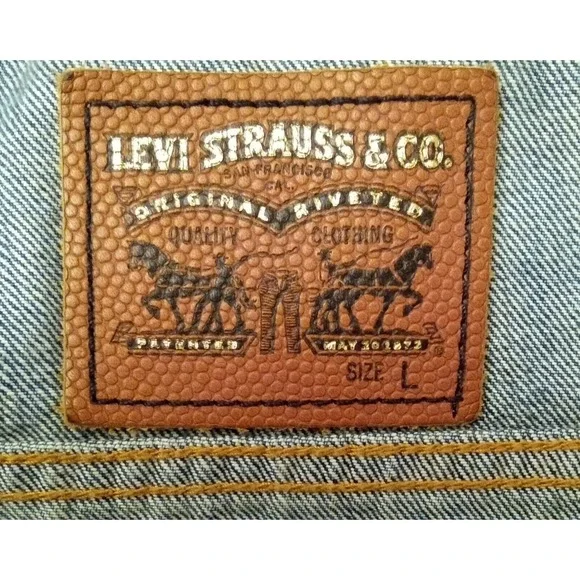 LEVI STRAUSS & CO.
SAN FRANCISCO
CAL.
ORIGINAL RIVETED
QUALITY CLOTHING
PATENTED MAY 20 1873
SIZE L